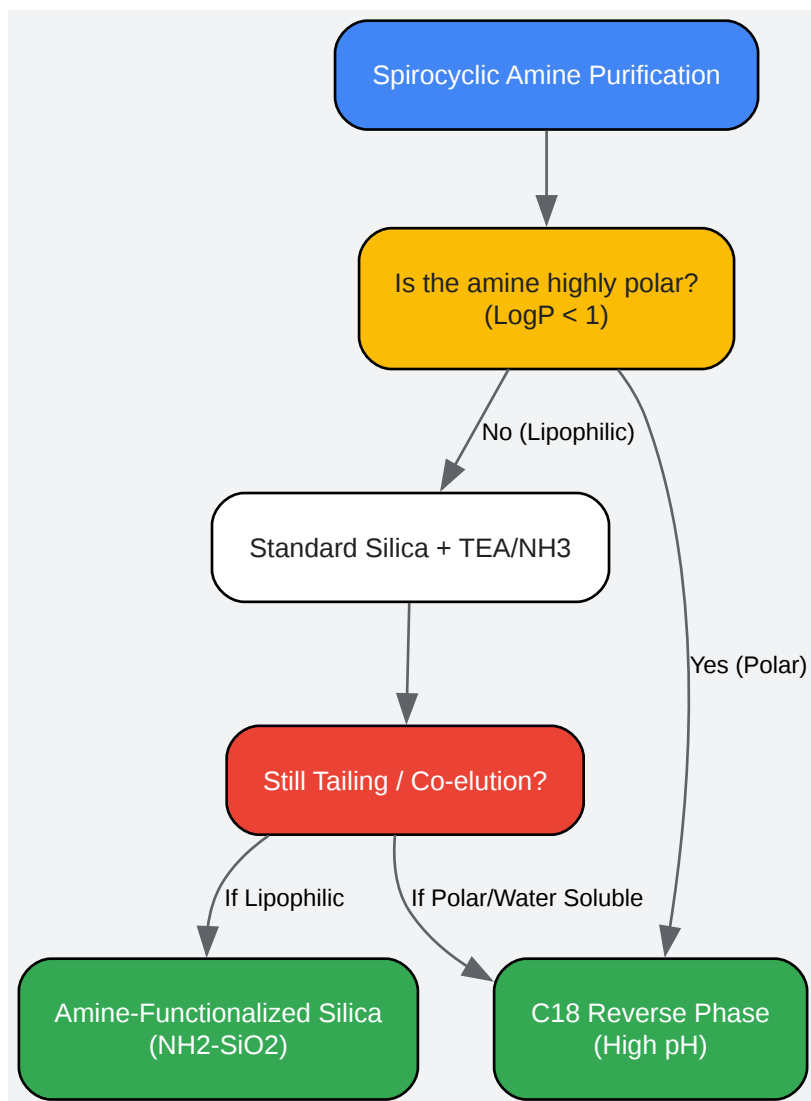 Spirocyclic Amine Purification
Is the amine highly polar?
(LogP < 1)
No (Lipophilic)
Standard Silica + TEA/NH3
Yes (Polar)
Still Tailing / Co-elution?
If Lipophilic
If Polar/Water Soluble
Amine-Functionalized Silica
(NH2-SiO2)
C18 Reverse Phase
(High pH)